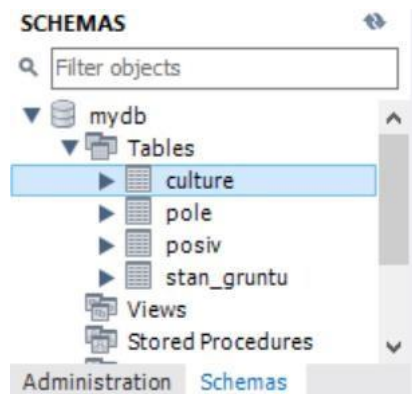 SCHEMAS
Filter objects
mydb
Tables
culture
pole
posiv
stan_gruntu
Views
Stored Procedures
Administration Schemas